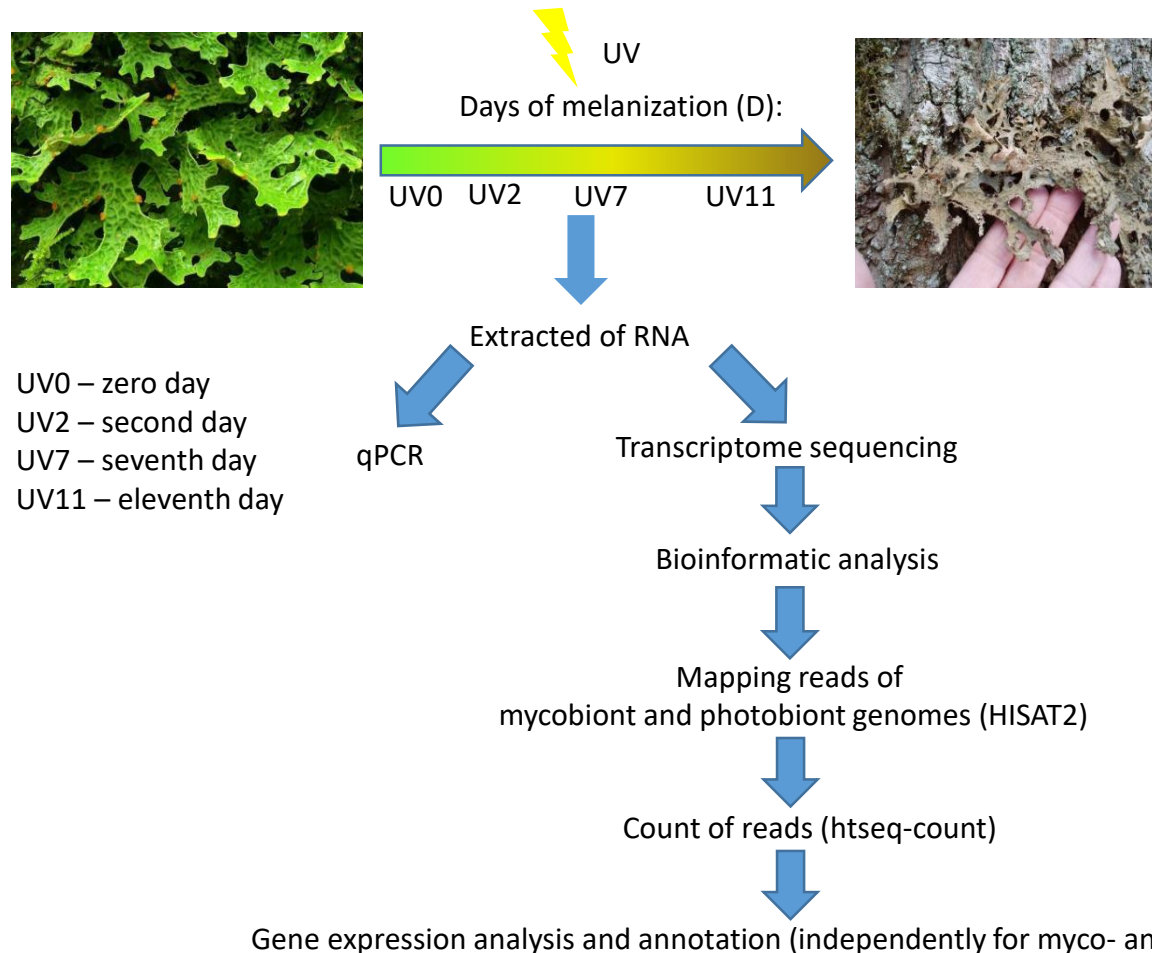 UV
Days of melanization (D):
UV0 UV2 UV7 UV11
Extracted of RNA
UV0 – zero day
UV2 – second day
UV7 – seventh day
UV11 – eleventh day
qPCR
Transcriptome sequencing
Bioinformatic analysis
Mapping reads of
mycobiont and photobiont genomes (HISAT2)
Count of reads (htseq-count)
Gene expression analysis and annotation (independently for myco- an